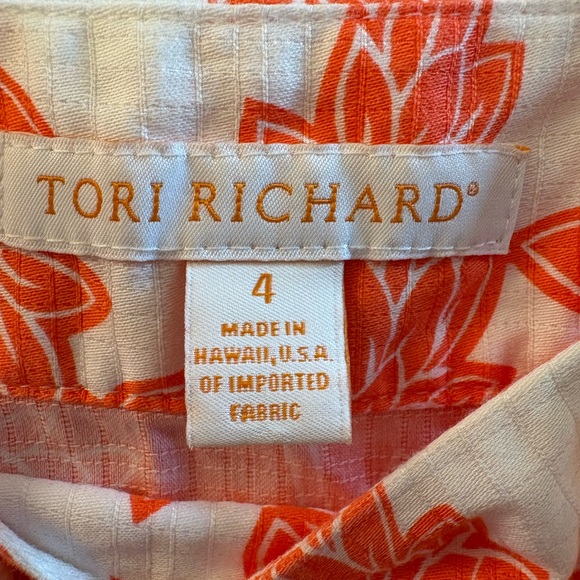 TORI RICHARD®
4
MADE IN
HAWAII, U.S.A.
OF IMPORTED
FABRIC